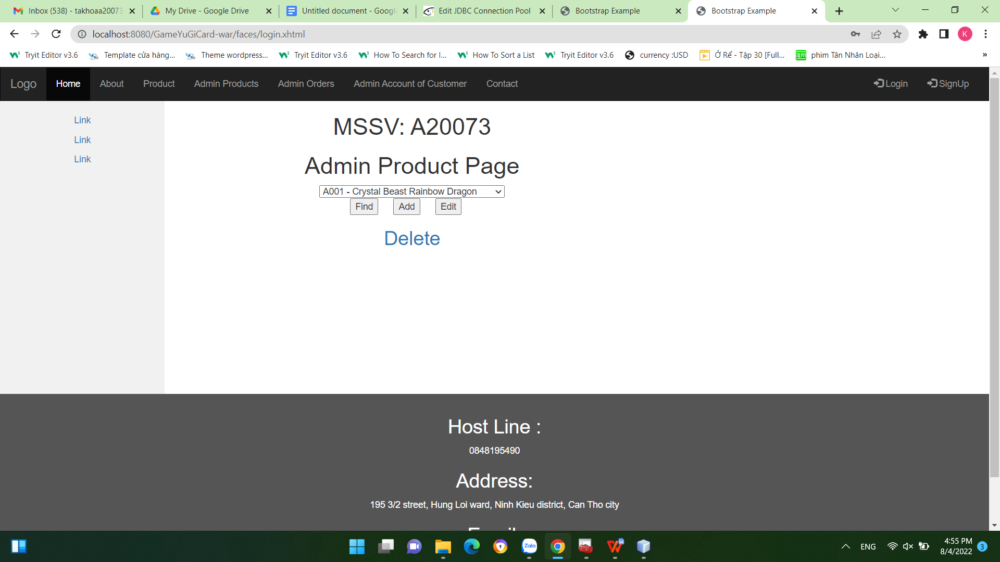 Inbox (538) - takhoaa20073
My Drive - Google Drive
Untitled document - Googl
Edit JDBC Connection Pool
Bootstrap Example
Bootstrap Example
localhost:8080/GameYuGiCard-war/faces/login.xhtml
K
Tryit Editor v3.6
Template cửa hàng...
Theme wordpress...
Tryit Editor v3.6
How To Search for I...
How To Sort a List
Tryit Editor v3.6
currency :USD
Ở Rể - Tập 30 [Full...
phim Tân Nhân Loại...
»
Logo
Home
About
Product
Admin Products
Admin Orders
Admin Account of Customer
Contact
Login
SignUp
Link
Link
Link
MSSV: A20073
Admin Product Page
A001 - Crystal Beast Rainbow Dragon
Find
Add
Edit
Delete
Host Line :
0848195490
Address:
195 3/2 street, Hung Loi ward, Ninh Kieu district, Can Tho city
Zalo
ENG
4:55 PM
8/4/2022
3